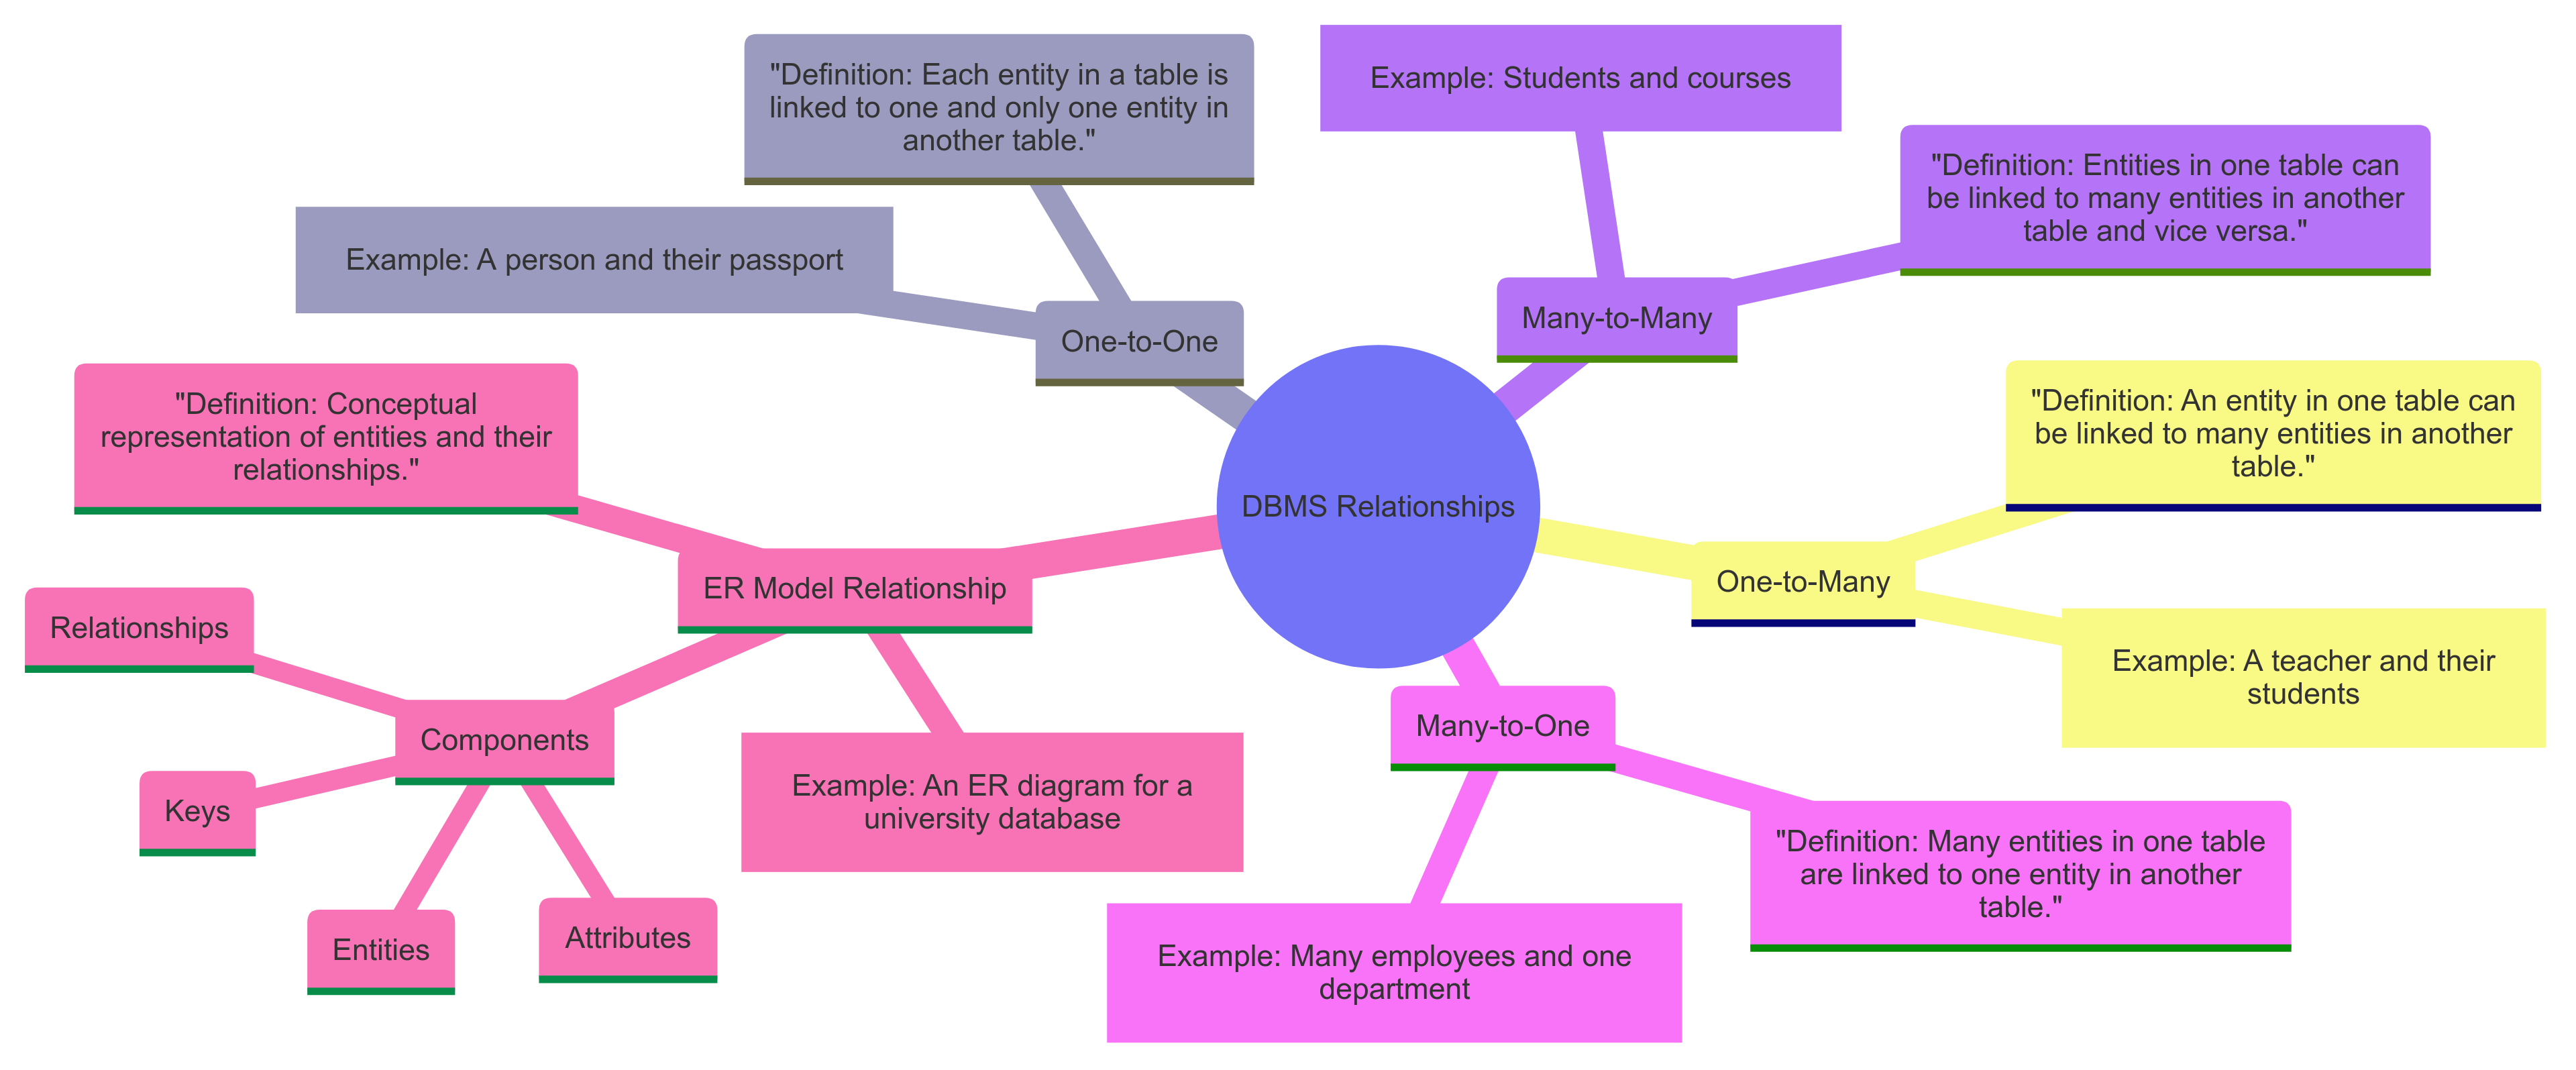 DBMS Relationships
One-to-One
"Definition: Each entity in a table is
linked to one and only one entity in
another table."
Example: A person and their passport
Many-to-Many
Example: Students and courses
"Definition: Entities in one table can
be linked to many entities in another
table and vice versa."
One-to-Many
"Definition: An entity in one table can
be linked to many entities in another
table."
Example: A teacher and their
students
Many-to-One
"Definition: Many entities in one table
are linked to one entity in another
table."
Example: Many employees and one
department
ER Model Relationship
"Definition: Conceptual
representation of entities and their
relationships."
Components
Relationships
Keys
Entities
Attributes
Example: An ER diagram for a
university database